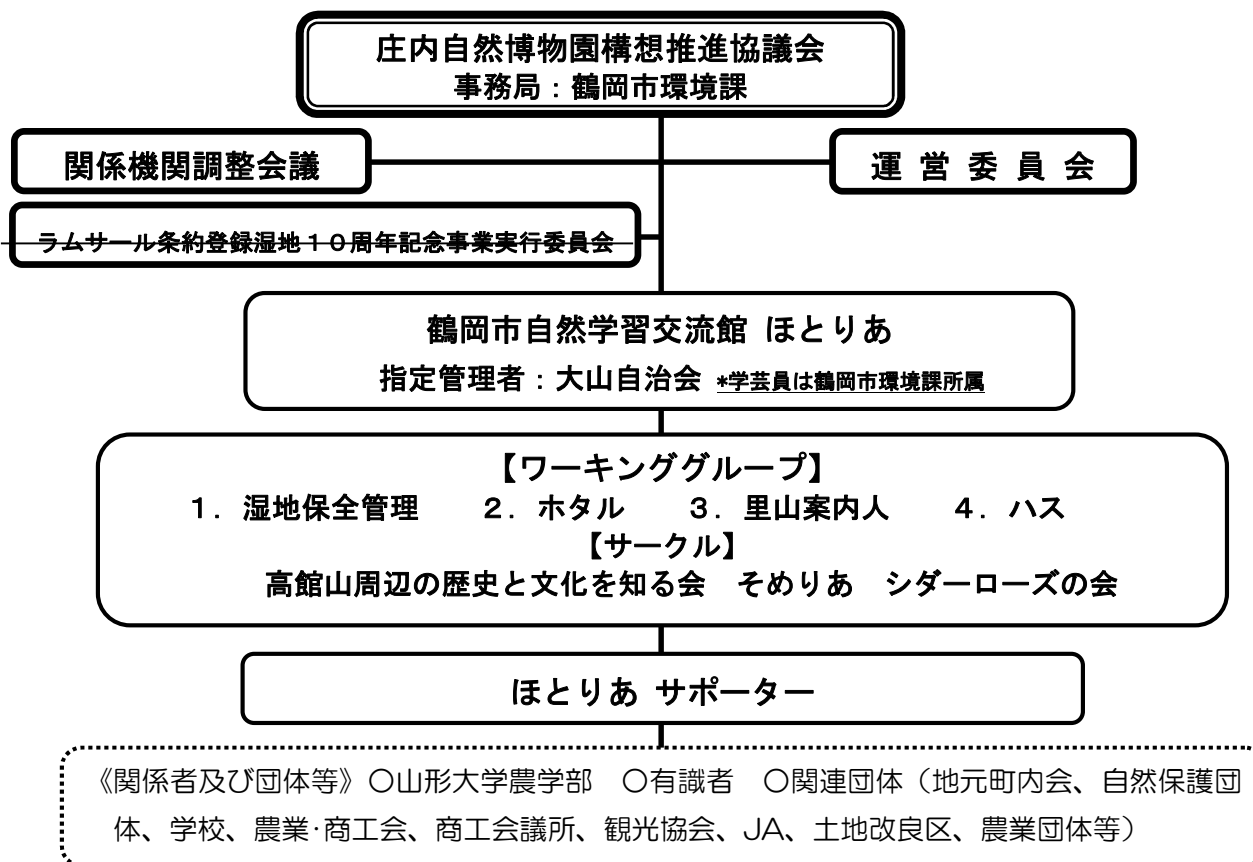 庄内自然博物園構想推進協議会
事務局：鶴岡市環境課
関係機関調整会議
運 営 委 員 会
ラムサール条約登録湿地１０周年記念事業実行委員会
鶴岡市自然学習交流館 ほとりあ
指定管理者：大山自治会 *学芸員は鶴岡市環境課所属
【ワーキンググループ】
１．湿地保全管理　　２．ホタル　　３．里山案内人　　４．ハス
【サークル】
高館山周辺の歴史と文化を知る会　そめりあ　シダーローズの会
ほとりあ サポーター
《関係者及び団体等》○山形大学農学部　○有識者　○関連団体（地元町内会、自然保護団
体、学校、農業･商工会、商工会議所、観光協会、JA、土地改良区、農業団体等）